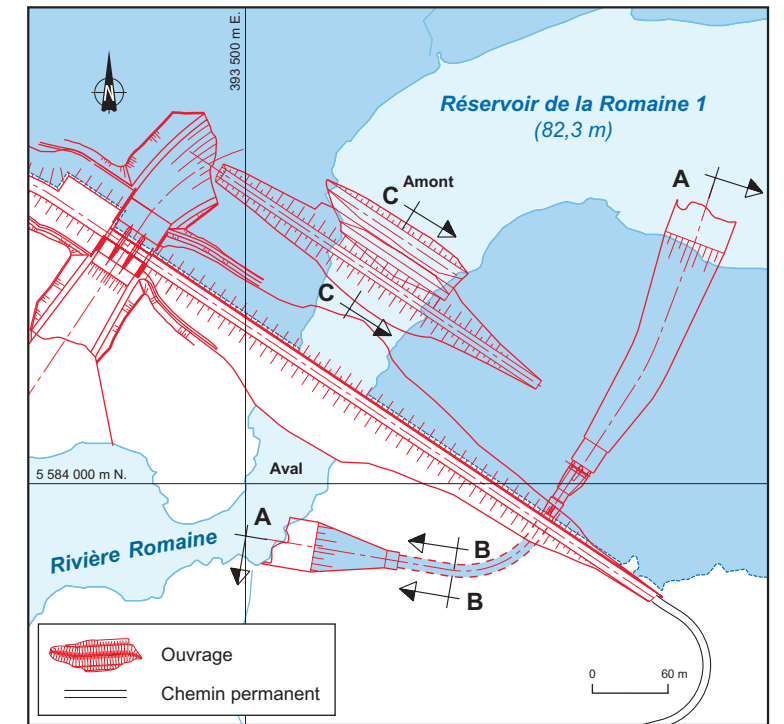 393 500 m E.
N
Réservoir de la Romaine 1
(82,3 m)
A
Amont
C
C
5 584 000 m N.
Aval
A
Rivière Romaine
B
B
Ouvrage
Chemin permanent
0 60 m